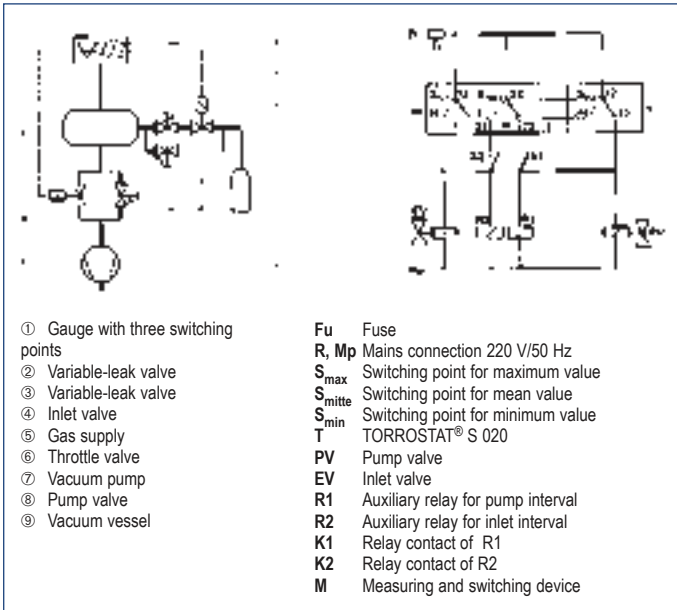 ① Gauge with three switching
points
② Variable-leak valve
③ Variable-leak valve
④ Inlet valve
⑤ Gas supply
⑥ Throttle valve
⑦ Vacuum pump
⑧ Pump valve
⑨ Vacuum vessel
Fu Fuse
R, Mp Mains connection 220 V/50 Hz
Smax Switching point for maximum value
Smitte Switching point for mean value
Smin Switching point for minimum value
T TORROSTAT® S 020
PV Pump valve
EV Inlet valve
R1 Auxiliary relay for pump interval
R2 Auxiliary relay for inlet interval
K1 Relay contact of R1
K2 Relay contact of R2
M Measuring and switching device